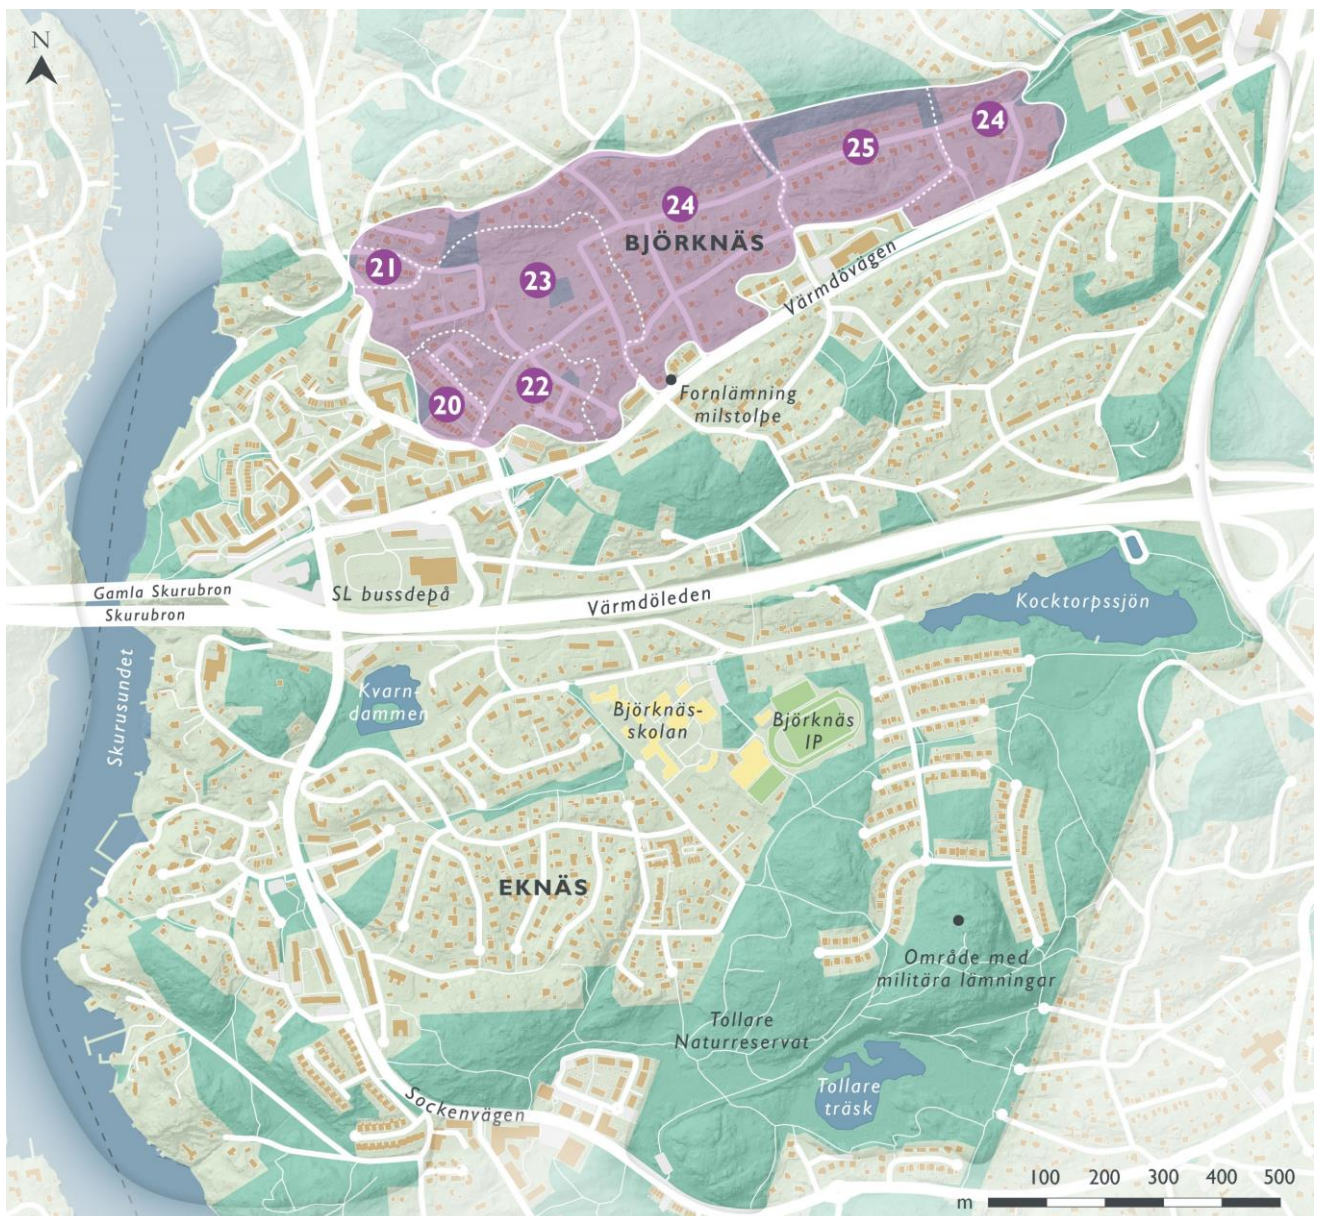 N
24
25
24
BJÖRKNÄS
21
23
Värmdövägen
22
20
Fornlämning
milstolpe
Gamla Skurubron
Skurubron
SL bussdepå
Värmdöleden
Kocktorpssjön
Skurusundet
Kvarn-
dammen
Björknäs-
skolan
Björknäs
IP
EKNÄS
Område med
militära lämningar
Tollare
Naturreservat
Tollare
träsk
Sockenvägen
100 200 300 400 500
m